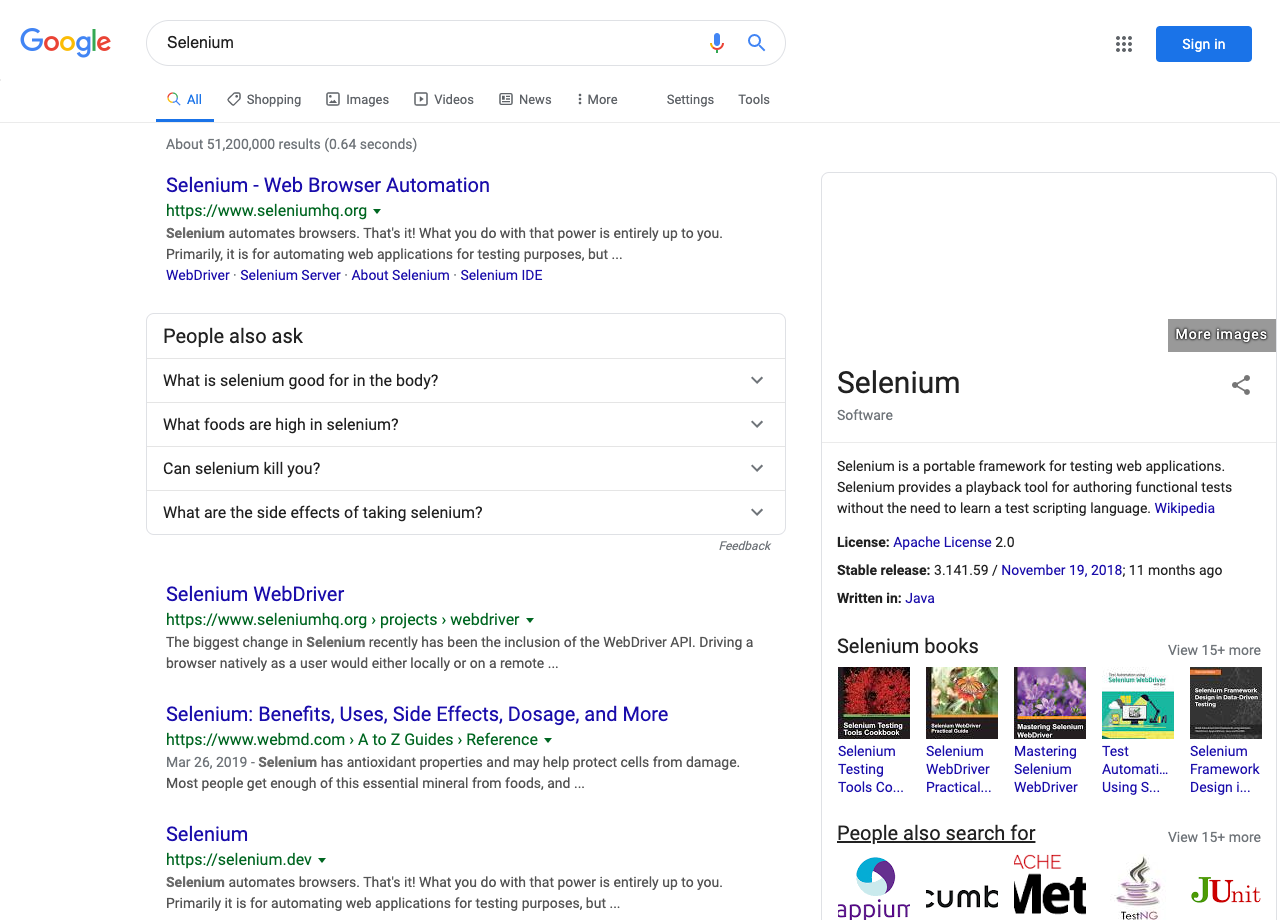 Google
Selenium
Sign in
All
Shopping
Images
Videos
News
More
Settings
Tools
About 51,200,000 results (0.64 seconds)
Selenium - Web Browser Automation
https://www.seleniumhq.org
Selenium automates browsers. That's it! What you do with that power is entirely up to you.
Primarily, it is for automating web applications for testing purposes, but ...
WebDriver · Selenium Server · About Selenium · Selenium IDE
People also ask
What is selenium good for in the body?
What foods are high in selenium?
Can selenium kill you?
What are the side effects of taking selenium?
Feedback
Selenium WebDriver
https://www.seleniumhq.org › projects › webdriver
The biggest change in Selenium recently has been the inclusion of the WebDriver API. Driving a
browser natively as a user would either locally or on a remote ...
Selenium: Benefits, Uses, Side Effects, Dosage, and More
https://www.webmd.com › A to Z Guides › Reference
Mar 26, 2019 - Selenium has antioxidant properties and may help protect cells from damage.
Most people get enough of this essential mineral from foods, and ...
Selenium
https://selenium.dev
Selenium automates browsers. That's it! What you do with that power is entirely up to you.
Primarily it is for automating web applications for testing purposes, but ...
More images
Selenium
Software
Selenium is a portable framework for testing web applications.
Selenium provides a playback tool for authoring functional tests
without the need to learn a test scripting language. Wikipedia
License: Apache License 2.0
Stable release: 3.141.59 / November 19, 2018; 11 months ago
Written in: Java
Selenium books
View 15+ more
Selenium Testing
Tools Cookbook
Selenium WebDriver
Practical Guide
Mastering Selenium
WebDriver
Test Automation using
Selenium WebDriver
with Java
Selenium Framework
Design in Data-Driven
Testing
Selenium
Testing
Tools Co...
Selenium
WebDriver
Practical...
Mastering
Selenium
WebDriver
Test
Automati...
Using S...
Selenium
Framework
Design i...
People also search for
View 15+ more
appium
cumb
ACHE
Met
TestNG
JUnit